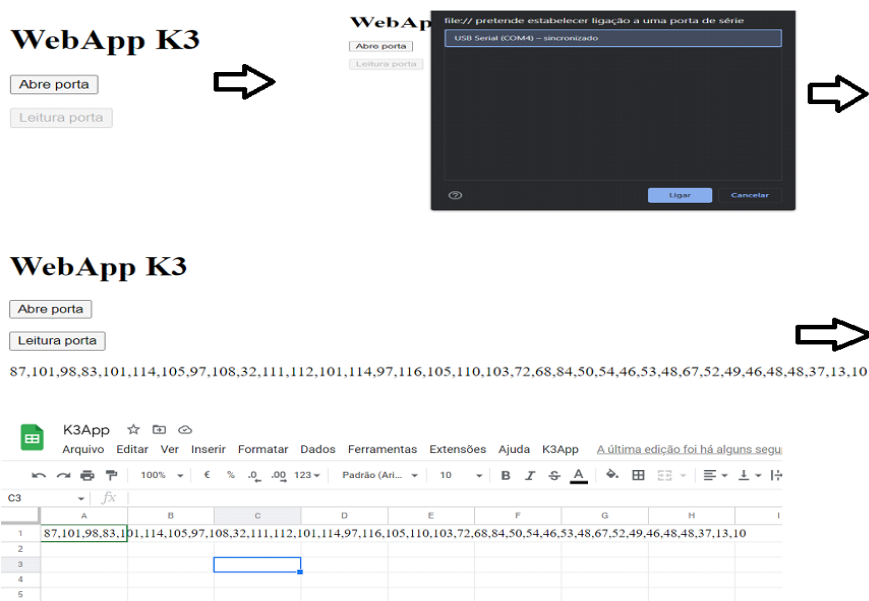 WebApp K3
Abre porta
Leitura porta
WebAp
Abre porta
Leitura porta
file:// pretende estabelecer ligação a uma porta de série
USB Serial (COM4) – sincronizado
Ligar Cancelar
WebApp K3
Abre porta
Leitura porta
87,101,98,83,101,114,105,97,108,32,111,112,101,114,97,116,105,110,103,72,68,84,50,54,46,53,48,67,52,49,46,48,48,37,13,10
K3App
Arquivo Editar Ver Inserir Formatar Dados Ferramentas Extensões Ajuda K3App A última edição foi há alguns segu
100% € % .0 .00 123 Padrão (Ari... 10 B I S A
C3 fx
A B C D E F G H I
1 87,101,98,83,101,114,105,97,108,32,111,112,101,114,97,116,105,110,103,72,68,84,50,54,46,53,48,67,52,49,46,48,48,37,13,10
2
3
4
5